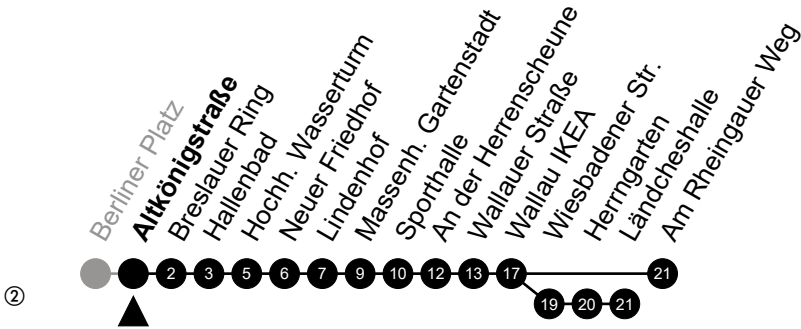 Berliner Platz
Altkönigstraße
Breslauer Ring
Hallenbad
Hochh. Wasserturm
Neuer Friedhof
Lindenhof
Massenh. Gartenstadt
Sporthalle
An der Herrenscheune
Wallauer Straße
Wallau IKEA
Wiesbadener Str.
Herrngarten
Ländcheshalle
Am Rheingauer Weg
2 3 5 6 7 9 10 12 13 17 21
② 19 20 21